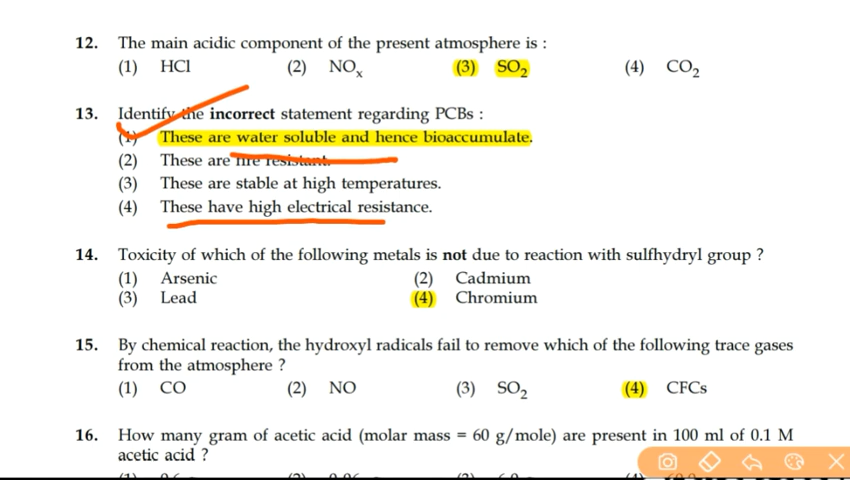 12. The main acidic component of the present atmosphere is :
(1) HCl (2) NOx (3) SO2 (4) CO2
13. Identify the incorrect statement regarding PCBs :
(1) These are water soluble and hence bioaccumulate.
(2) These are fire resistant.
(3) These are stable at high temperatures.
(4) These have high electrical resistance.
14. Toxicity of which of the following metals is not due to reaction with sulfhydryl group ?
(1) Arsenic (2) Cadmium
(3) Lead (4) Chromium
15. By chemical reaction, the hydroxyl radicals fail to remove which of the following trace gases
from the atmosphere ?
(1) CO (2) NO (3) SO2 (4) CFCs
16. How many gram of acetic acid (molar mass = 60 g/mole) are present in 100 ml of 0.1 M
acetic acid ?